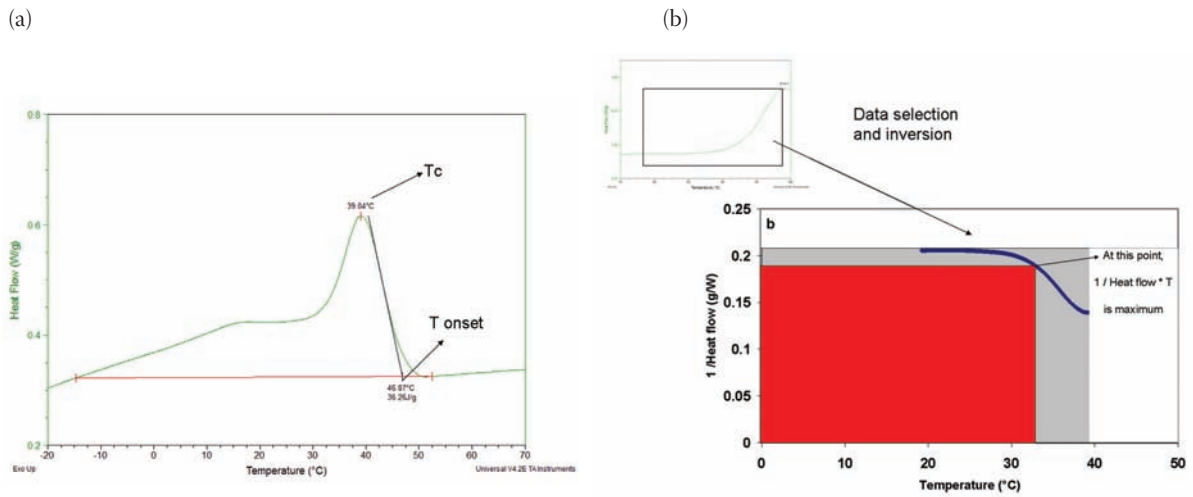 (a)
(b)
0.8
0.6
0.4
0.2
Heat Flow (W/g)
Tc
39.04°C
T onset
36.26J/g
-20
-10
0
10
20
30
40
50
60
70
Exo Up
Temperature (°C)
Universal V4.2E TA Instruments
Data selection
and inversion
Temperature (°C)
b
0.25
0.2
0.15
0.1
0.05
0
1 /Heat flow (g/W)
At this point,
1 / Heat flow * T
is maximum
0
10
20
30
40
50
Temperature (°C)